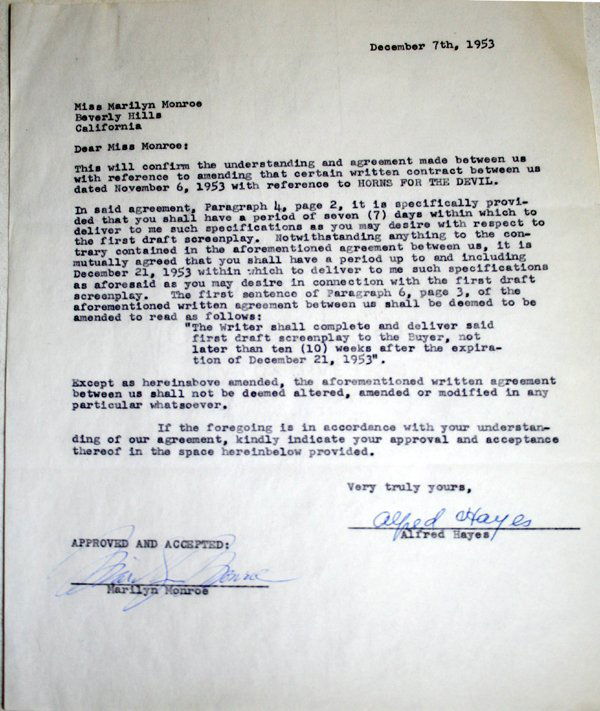 December 7th, 1953
Miss Marilyn Monroe
Beverly Hills
California
Dear Miss Monroe:
This will confirm the understanding and agreement made between us
with reference to amending that certain written contract between us
dated November 6, 1953 with reference to HORNS FOR THE DEVIL.
In said agreement, Paragraph 4, page 2, it is specifically provi-
ded that you shall have a period of seven (7) days within which to
deliver to me such specifications as you may desire with respect to
the first draft screenplay. Notwithstanding anything to the con-
trary contained in the aforementioned agreement between us, it is
mutually agreed that you shall have a period up to and including
December 21, 1953 within which to deliver to me such specifications
as aforesaid as you may desire in connection with the first draft
screenplay. The first sentence of Paragraph 6, page 3, of the
aforementioned written agreement between us shall be deemed to be
amended to read as follows:
"The Writer shall complete and deliver said
first draft screenplay to the Buyer, not
later than ten (10) weeks after the expira-
tion of December 21, 1953".
Except as hereinabove amended, the aforementioned written agreement
between us shall not be deemed altered, amended or modified in any
particular whatsoever.
If the foregoing is in accordance with your understan-
ding of our agreement, kindly indicate your approval and acceptance
thereof in the space hereinbelow provided.
Very truly yours,
Alfred Hayes
Alfred Hayes
APPROVED AND ACCEPTED:
Marilyn Monroe
Marilyn Monroe